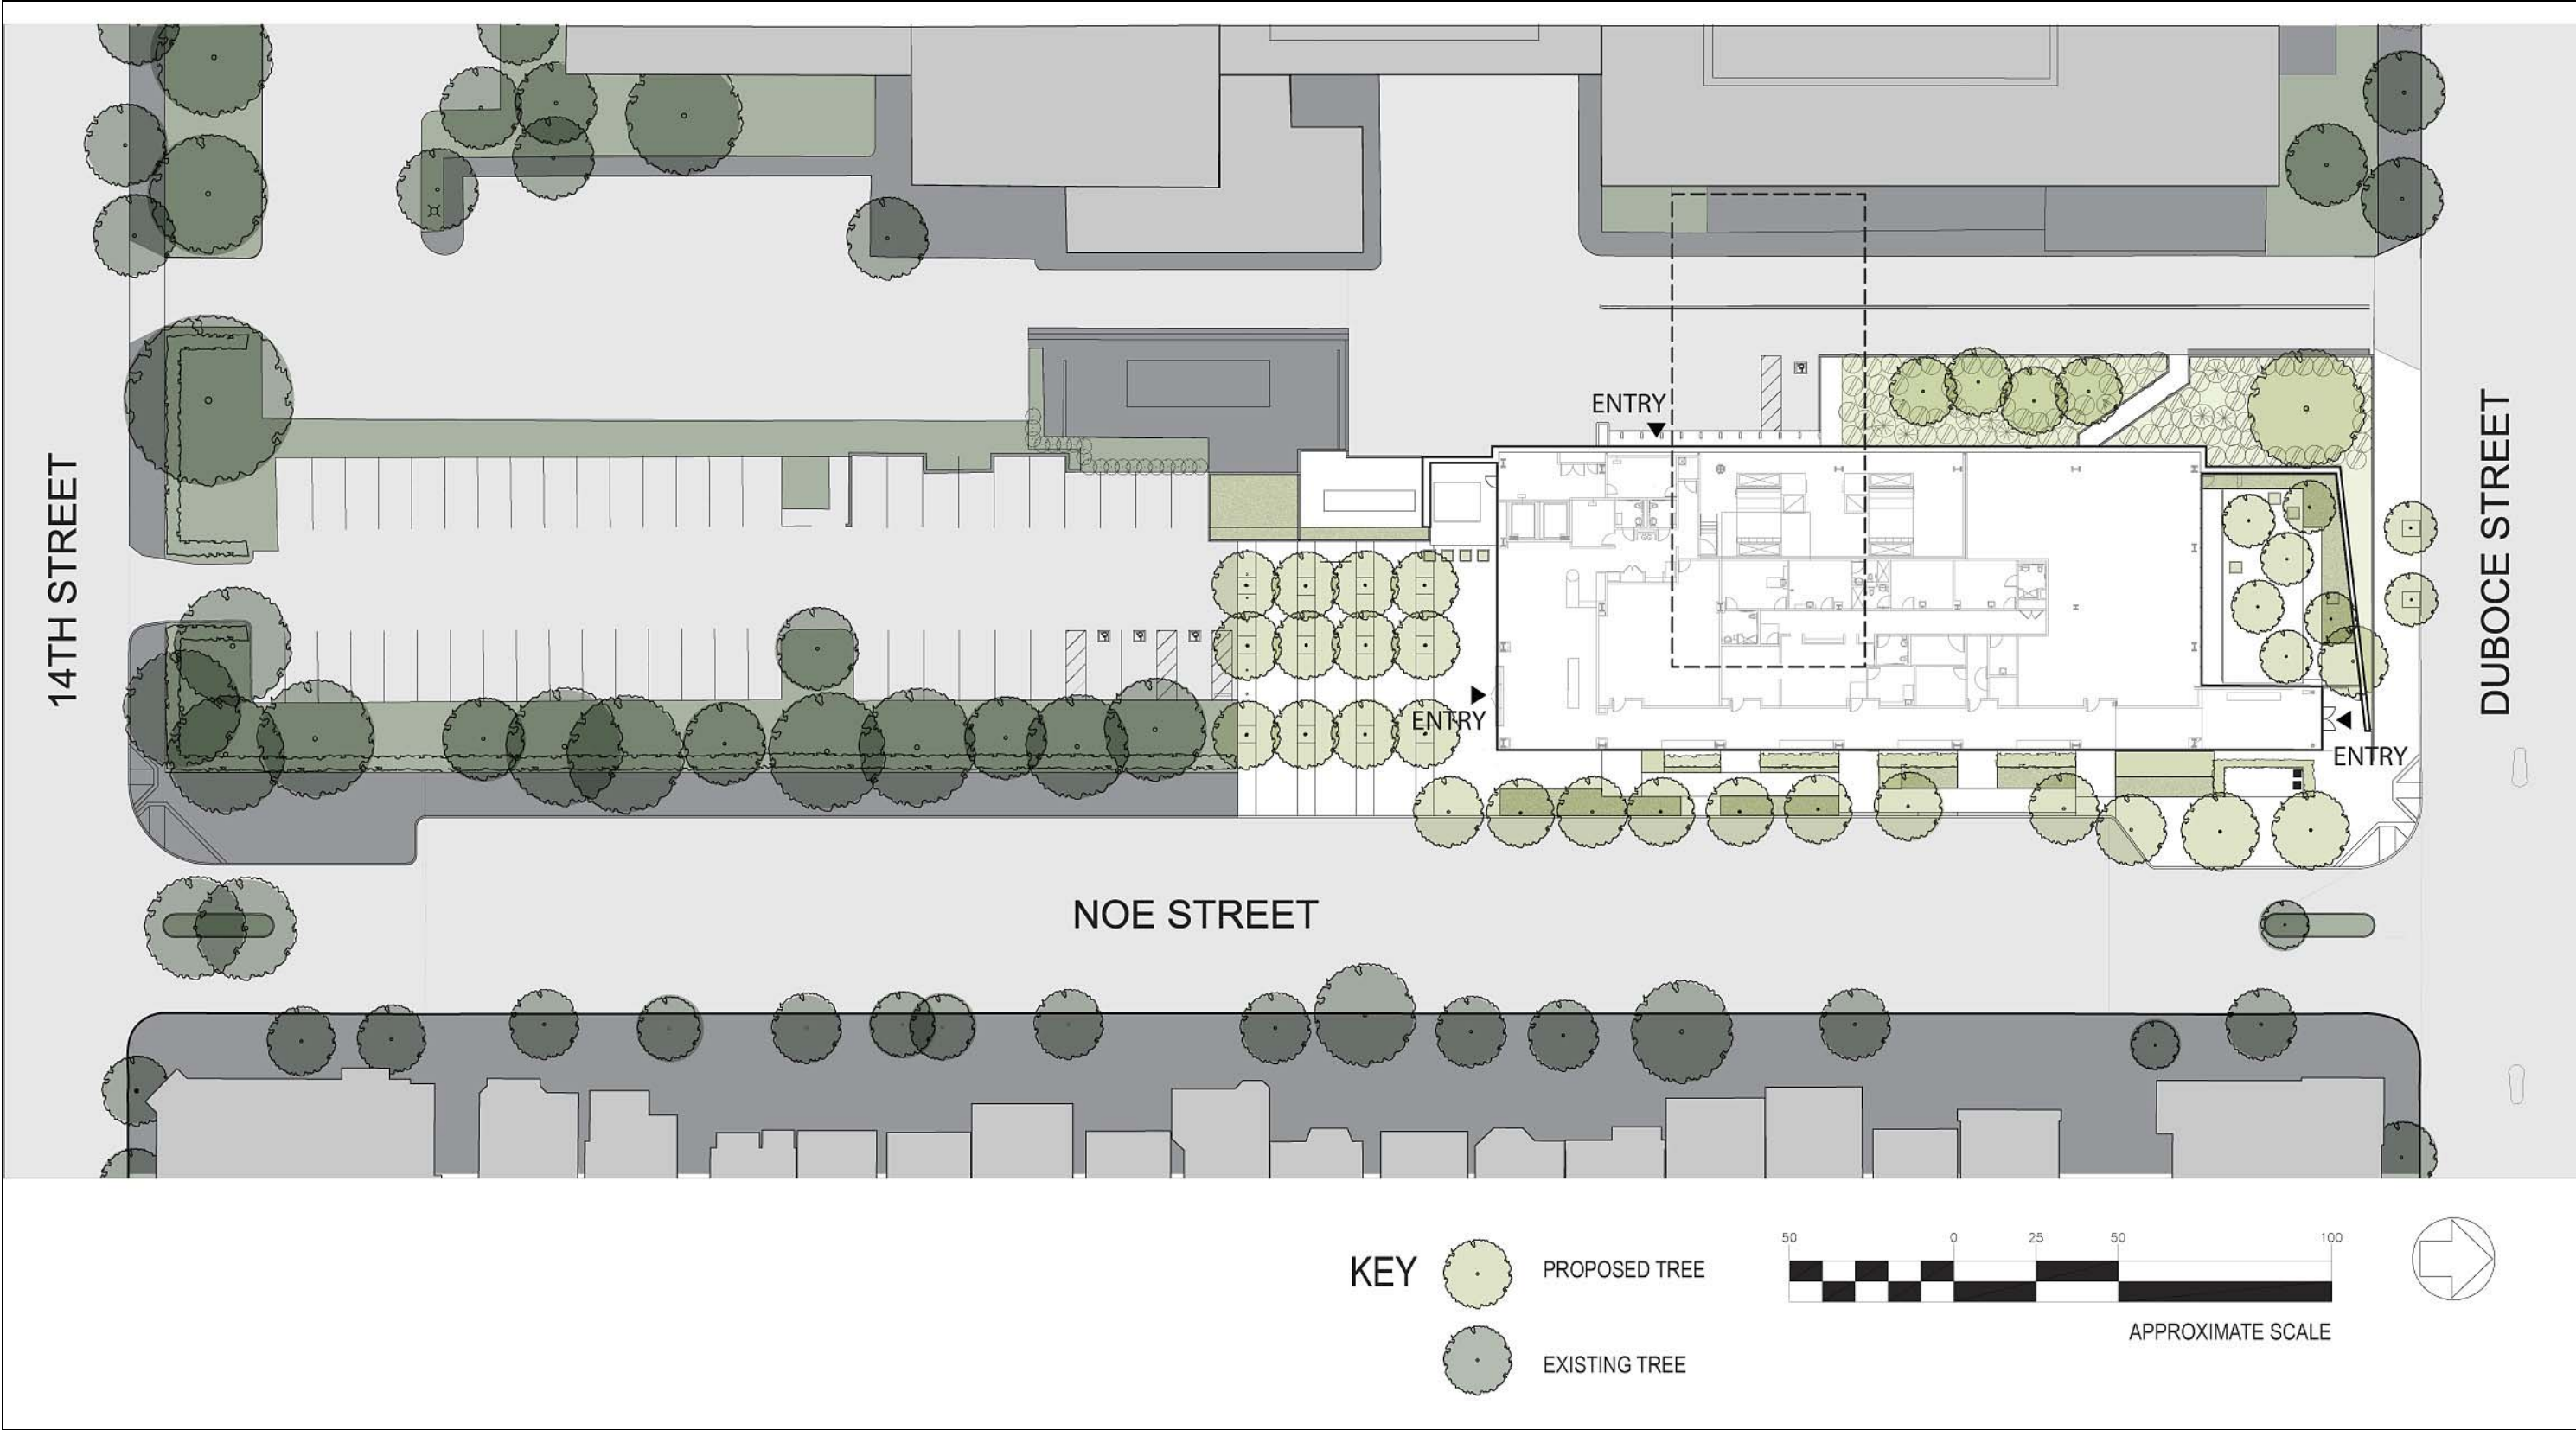 ENTRY
14TH STREET
DUBOCE STREET
ENTRY
ENTRY
NOE STREET
KEY
PROPOSED TREE
EXISTING TREE
50 0 25 50 100
APPROXIMATE SCALE